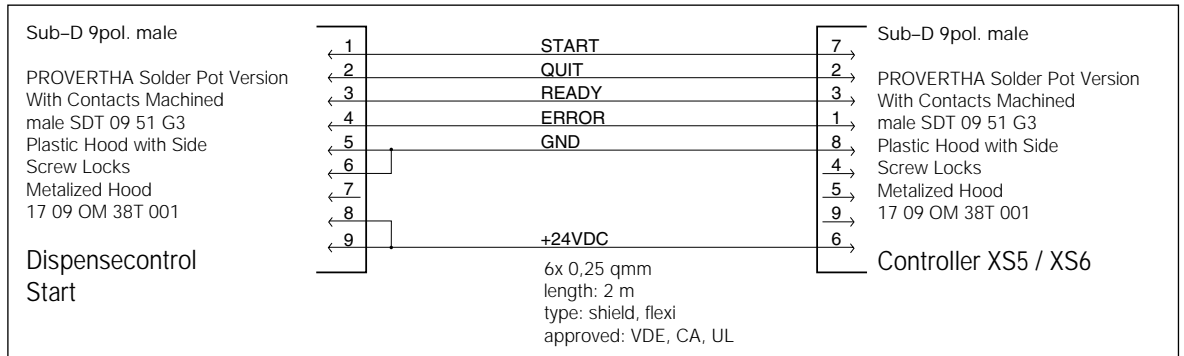 Sub–D 9pol. male
PROVERTHA Solder Pot Version
With Contacts Machined
male SDT 09 51 G3
Plastic Hood with Side
Screw Locks
Metalized Hood
17 09 OM 38T 001
Dispensecontrol
Start
1 START 7
2 QUIT 2
3 READY 3
4 ERROR 1
5 GND 8
6 4
7 5
8 9
9 +24VDC 6
6x 0,25 qmm
length: 2 m
type: shield, flexi
approved: VDE, CA, UL
Sub–D 9pol. male
PROVERTHA Solder Pot Version
With Contacts Machined
male SDT 09 51 G3
Plastic Hood with Side
Screw Locks
Metalized Hood
17 09 OM 38T 001
Controller XS5 / XS6